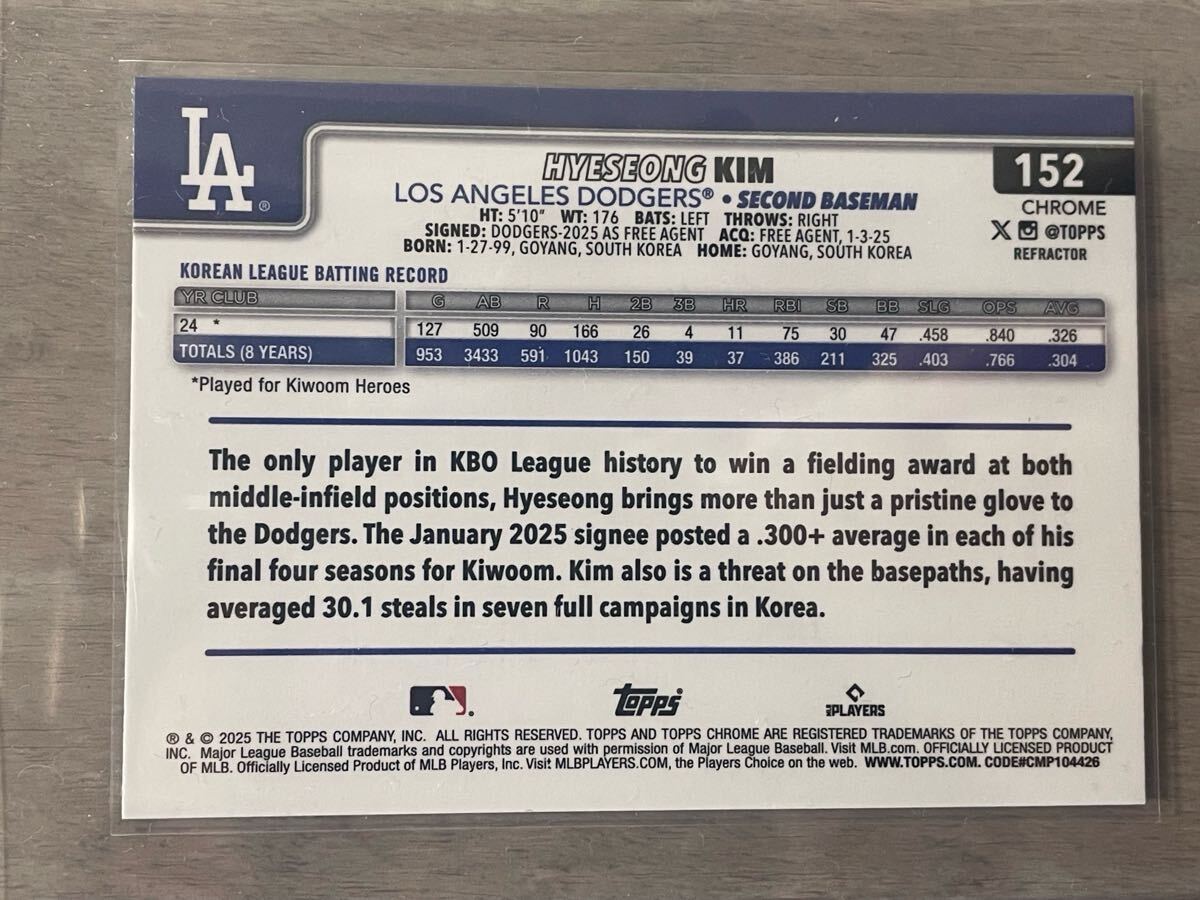 LA ®
HYESEONG KIM
152
LOS ANGELES DODGERS® • SECOND BASEMAN
CHROME
HT: 5'10" WT: 176 BATS: LEFT THROWS: RIGHT
@TOPPS
SIGNED: DODGERS-2025 AS FREE AGENT ACQ: FREE AGENT, 1-3-25
REFRACTOR
BORN: 1-27-99, GOYANG, SOUTH KOREA HOME: GOYANG, SOUTH KOREA
KOREAN LEAGUE BATTING RECORD
YR CLUB G AB R H 2B 3B HR RBI SB BB SLG OPS AVG
24 * 127 509 90 166 26 4 11 75 30 47 .458 .840 .326
TOTALS (8 YEARS) 953 3433 591 1043 150 39 37 386 211 325 .403 .766 .304
*Played for Kiwoom Heroes
The only player in KBO League history to win a fielding award at both
middle-infield positions, Hyeseong brings more than just a pristine glove to
the Dodgers. The January 2025 signee posted a .300+ average in each of his
final four seasons for Kiwoom. Kim also is a threat on the basepaths, having
averaged 30.1 steals in seven full campaigns in Korea.
topps
MLB PLAYERS
® & © 2025 THE TOPPS COMPANY, INC. ALL RIGHTS RESERVED. TOPPS AND TOPPS CHROME ARE REGISTERED TRADEMARKS OF THE TOPPS COMPANY,
INC. Major League Baseball trademarks and copyrights are used with permission of Major League Baseball. Visit MLB.com. OFFICIALLY LICENSED PRODUCT
OF MLB. Officially Licensed Product of MLB Players, Inc. Visit MLBPLAYERS.COM, the Players Choice on the web. WWW.TOPPS.COM. CODE#CMP104426